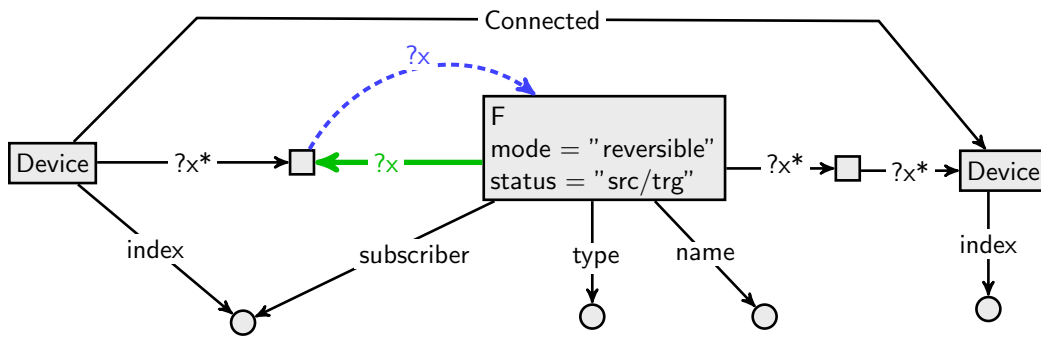 Connected
?x
F
mode = "reversible"
status = "src/trg"
Device
?x*
?x
?x*
?x*
Device
index
subscriber
type
name
index